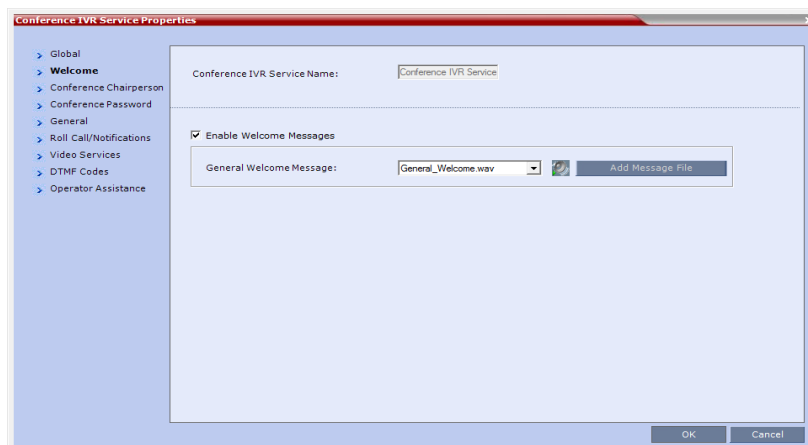 Conference IVR Service Properties
Global
Welcome
Conference Chairperson
Conference Password
General
Roll Call/Notifications
Video Services
DTMF Codes
Operator Assistance
Conference IVR Service Name: Conference IVR Service
Enable Welcome Messages
General Welcome Message: General_Welcome.wav Add Message File
OK Cancel